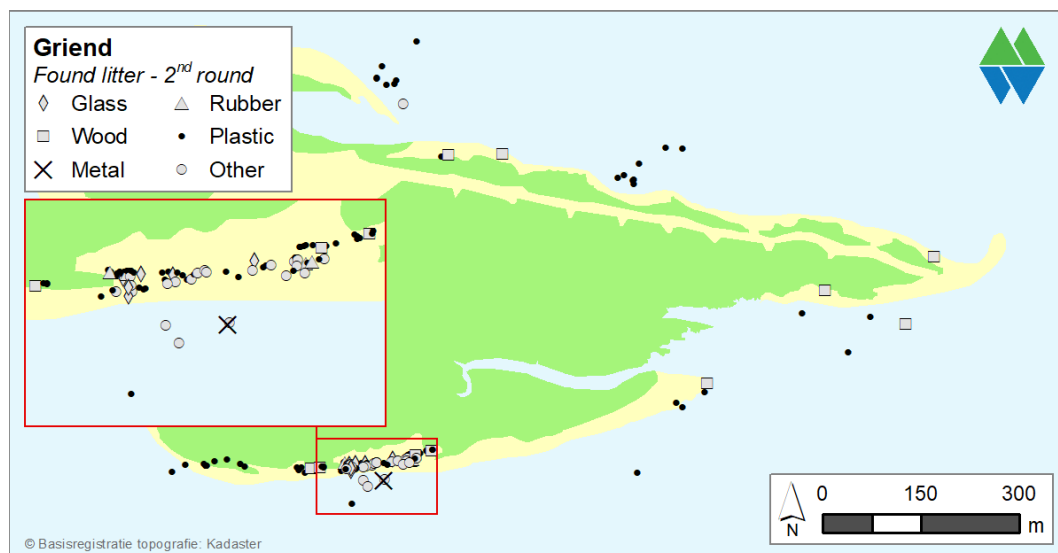 Griend
Found litter - 2nd round
Glass Rubber
Wood Plastic
Metal Other
N
0 150 300
m
© Basisregistratie topografie: Kadaster